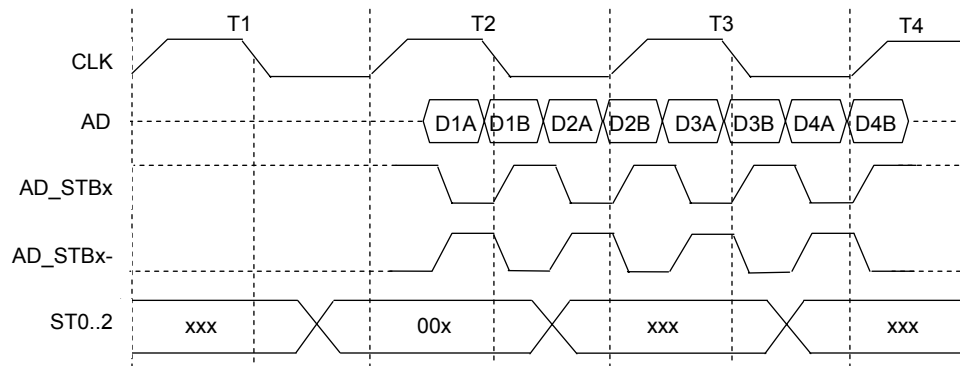 T1 T2 T3 T4
CLK
AD D1A D1B D2A D2B D3A D3B D4A D4B
AD_STBx
AD_STBx-
ST0..2 xxx 00x xxx xxx